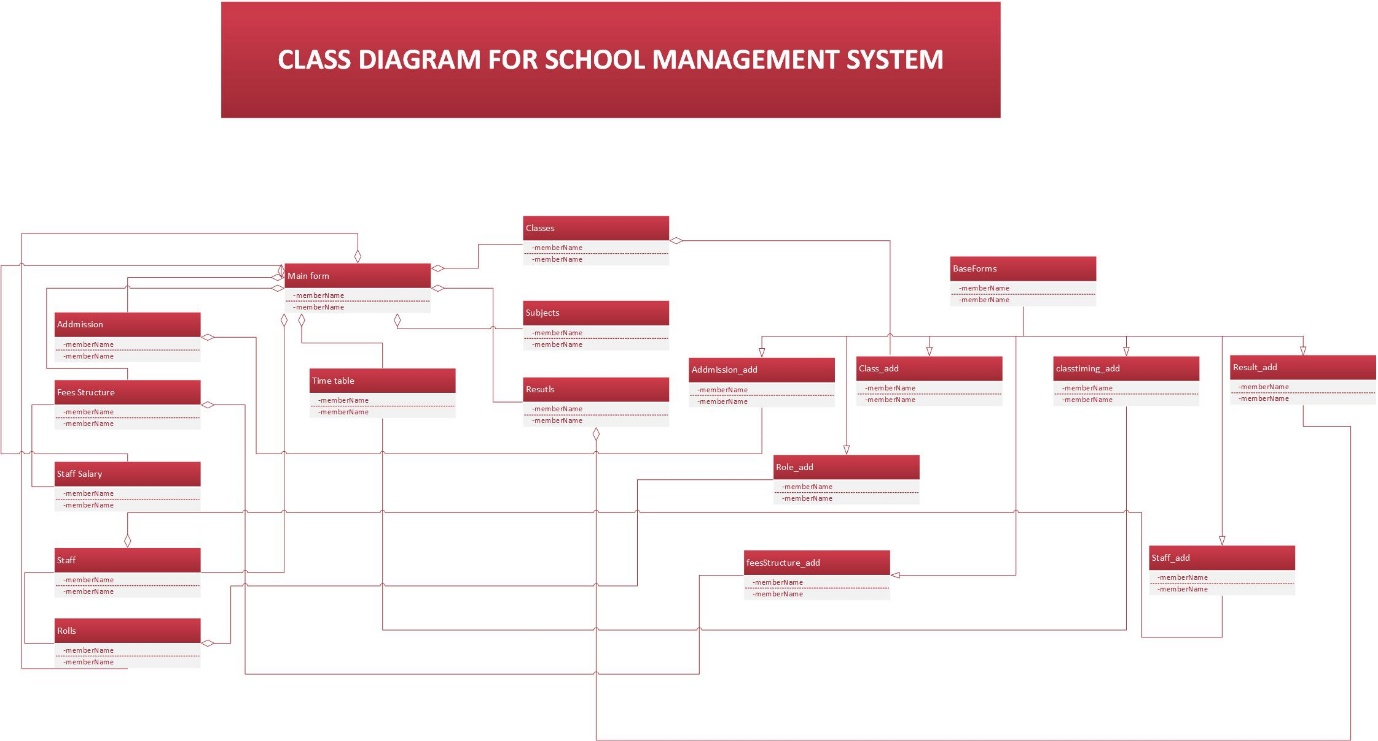 CLASS DIAGRAM FOR SCHOOL MANAGEMENT SYSTEM
Classes
-memberName
-memberName
Main form
-memberName
-memberName
BaseForms
-memberName
-memberName
Addmission
-memberName
-memberName
Subjects
-memberName
-memberName
Time table
-memberName
-memberName
Resutls
-memberName
-memberName
Addmission_add
-memberName
-memberName
Class_add
-memberName
-memberName
classtiming_add
-memberName
-memberName
Result_add
-memberName
-memberName
Fees Structure
-memberName
-memberName
Staff Salary
-memberName
-memberName
Role_add
-memberName
-memberName
Staff
-memberName
-memberName
feesStructure_add
-memberName
-memberName
Staff_add
-memberName
-memberName
Rolls
-memberName
-memberName